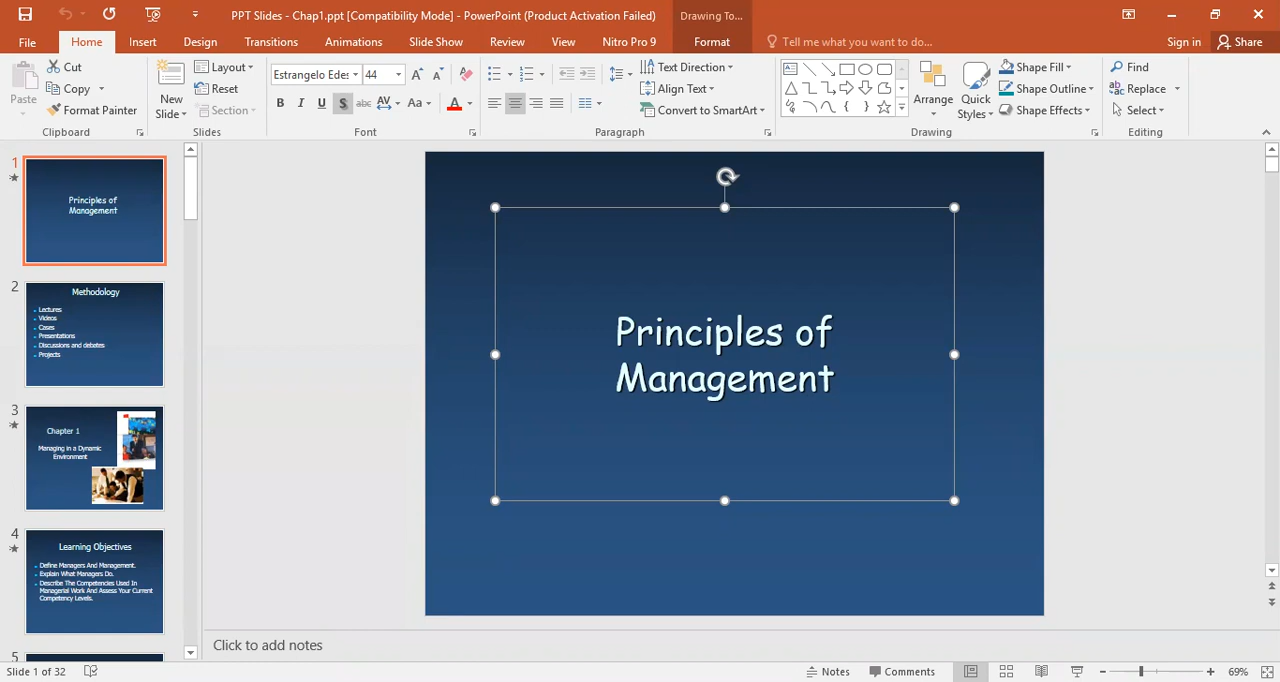 PPT Slides - Chap1.ppt [Compatibility Mode] - PowerPoint (Product Activation Failed)
Drawing To...
File
Home
Insert
Design
Transitions
Animations
Slide Show
Review
View
Nitro Pro 9
Format
Tell me what you want to do...
Sign in
Share
Paste
Cut
Copy
Format Painter
Clipboard
New
Slide
Layout
Reset
Section
Slides
Estrangelo Edes
44
B I U S abc AV Aa A
Font
Text Direction
Align Text
Convert to SmartArt
Paragraph
Arrange
Quick
Styles
Shape Fill
Shape Outline
Shape Effects
Drawing
Find
Replace
Select
Editing
1
Principles of
Management
2
Methodology
Lectures
Videos
Cases
Presentations
Discussions and debates
Projects
3
Chapter 1
Managing in a Dynamic
Environment
4
Learning Objectives
Define Managers And Management.
Explain What Managers Do.
Describe The Competencies Used In
Managerial Work And Assess Your Current
Competency Levels.
5
Principles of
Management
Click to add notes
Slide 1 of 32
Notes
Comments
69%